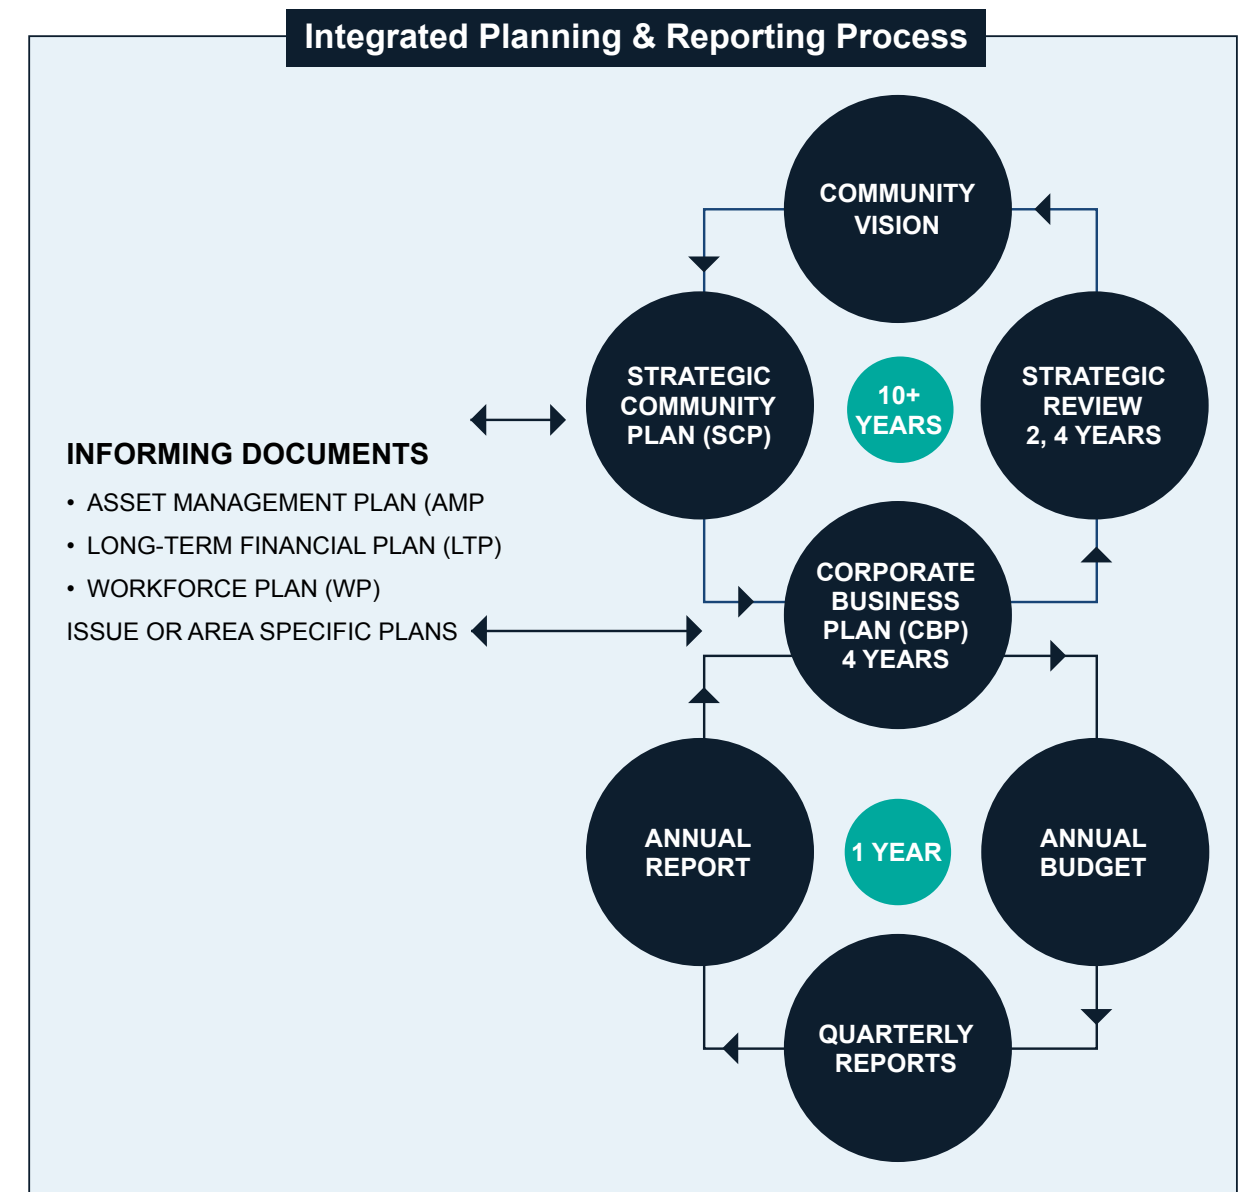 Integrated Planning & Reporting Process
COMMUNITY
VISION
STRATEGIC
COMMUNITY
PLAN (SCP)
10+
YEARS
STRATEGIC
REVIEW
2, 4 YEARS
INFORMING DOCUMENTS
• ASSET MANAGEMENT PLAN (AMP
• LONG-TERM FINANCIAL PLAN (LTP)
• WORKFORCE PLAN (WP)
ISSUE OR AREA SPECIFIC PLANS
CORPORATE
BUSINESS
PLAN (CBP)
4 YEARS
ANNUAL
REPORT
1 YEAR
ANNUAL
BUDGET
QUARTERLY
REPORTS